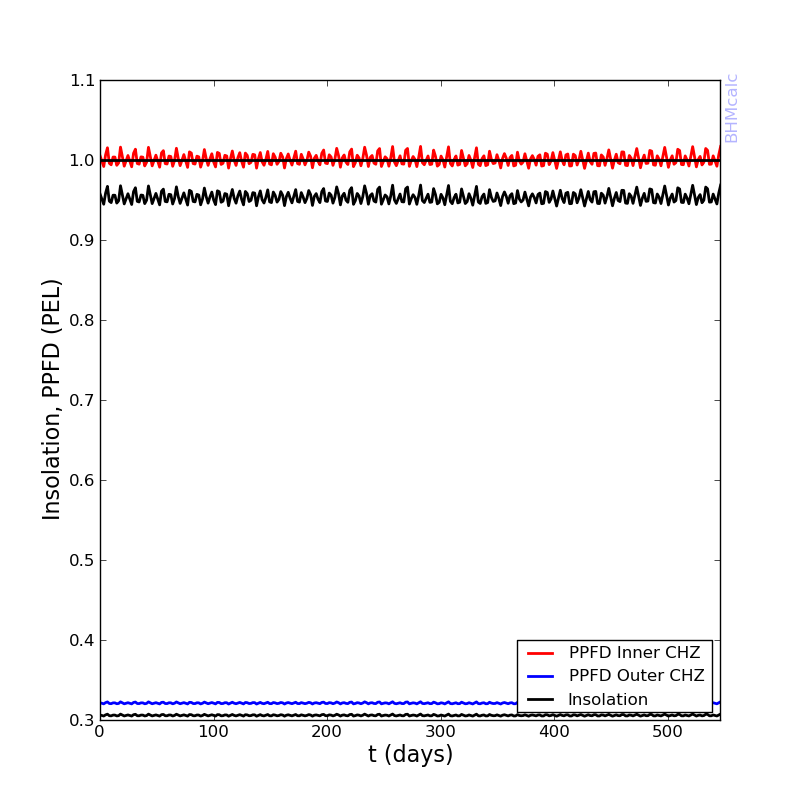 BHMcalc
1.1
1.0
0.9
0.8
0.7
0.6
0.5
0.4
0.3
Insolation, PPFD (PEL)
PPFD Inner CHZ
PPFD Outer CHZ
Insolation
0 100 200 300 400 500
t (days)